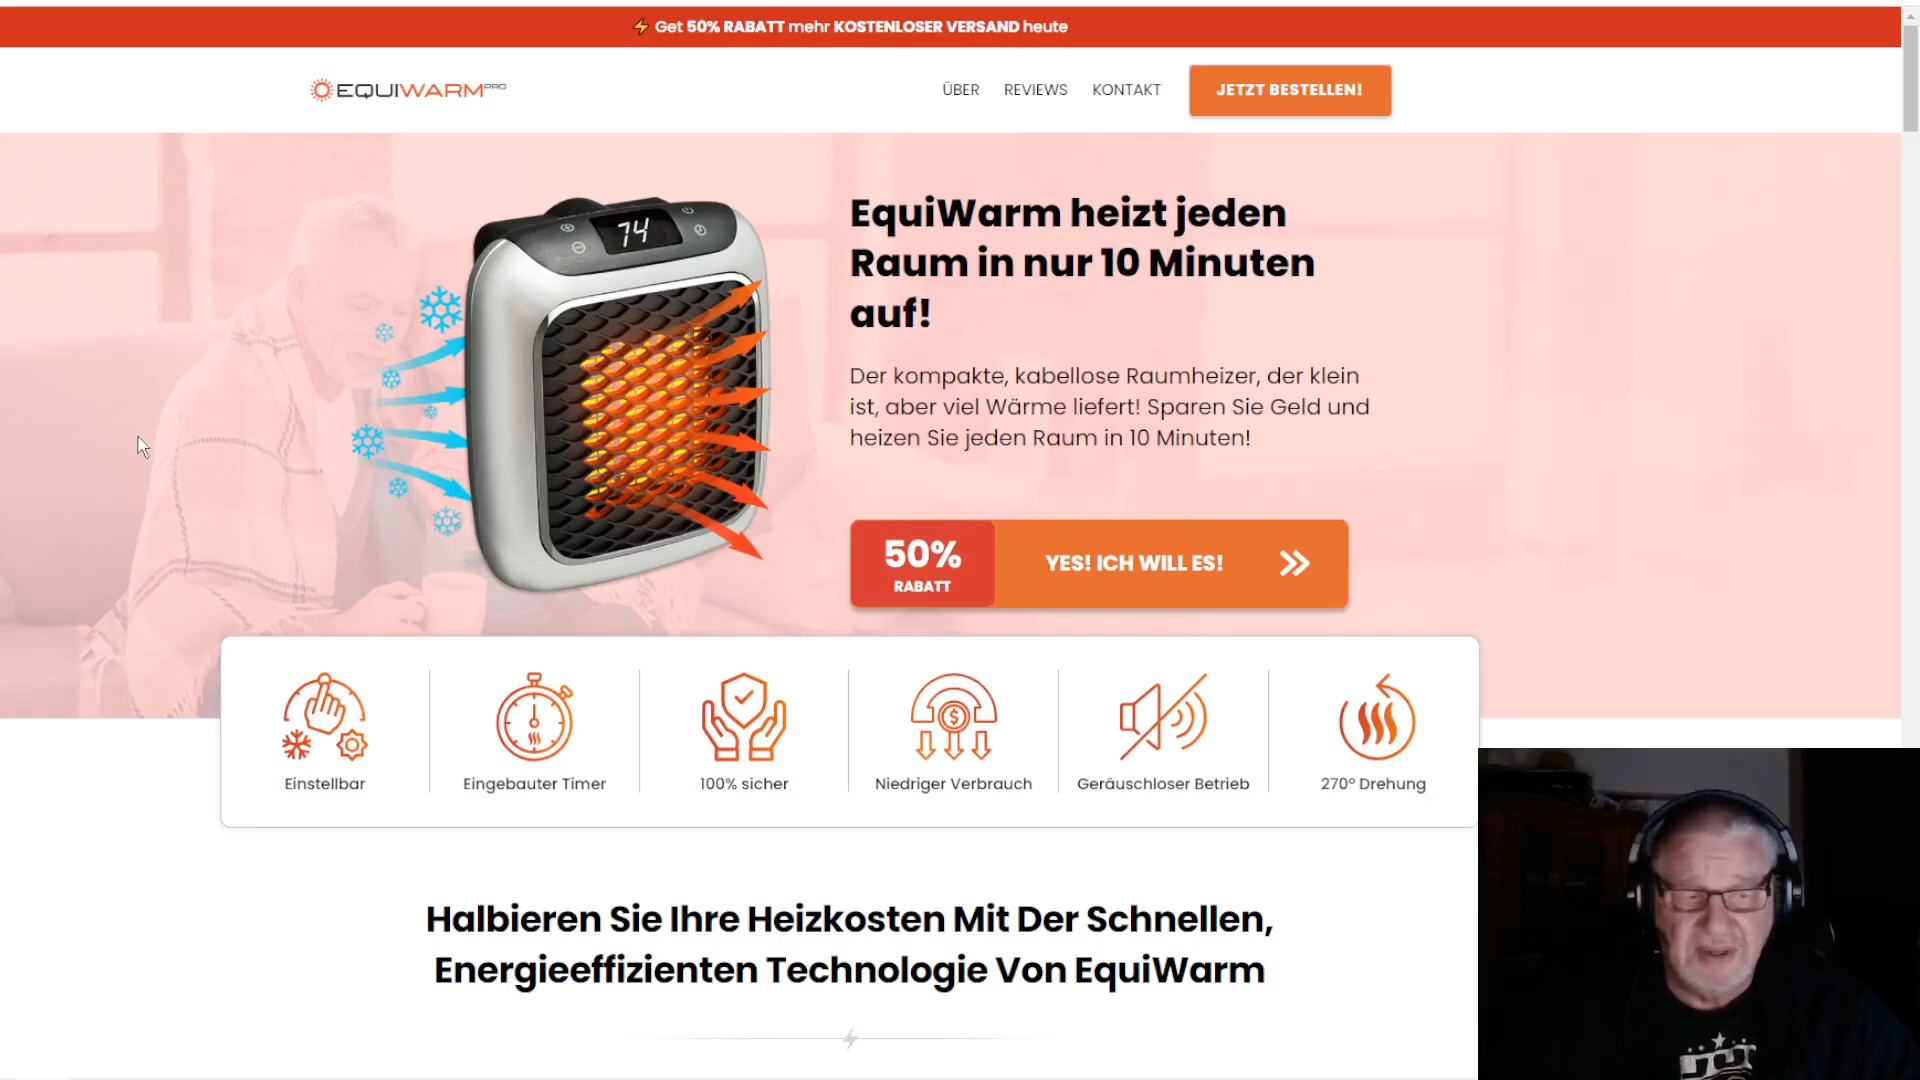 Get 50% RABATT mehr KOSTENLOSER VERSAND heute
EQUIWARM PRO
ÜBER
REVIEWS
KONTAKT
JETZT BESTELLEN!
74
EquiWarm heizt jeden
Raum in nur 10 Minuten
auf!
Der kompakte, kabellose Raumheizer, der klein
ist, aber viel Wärme liefert! Sparen Sie Geld und
heizen Sie jeden Raum in 10 Minuten!
50%
RABATT
YES! ICH WILL ES!
Einstellbar
Eingebauter Timer
100% sicher
Niedriger Verbrauch
Geräuschloser Betrieb
270° Drehung
Halbieren Sie Ihre Heizkosten Mit Der Schnellen,
Energieeffizienten Technologie Von EquiWarm